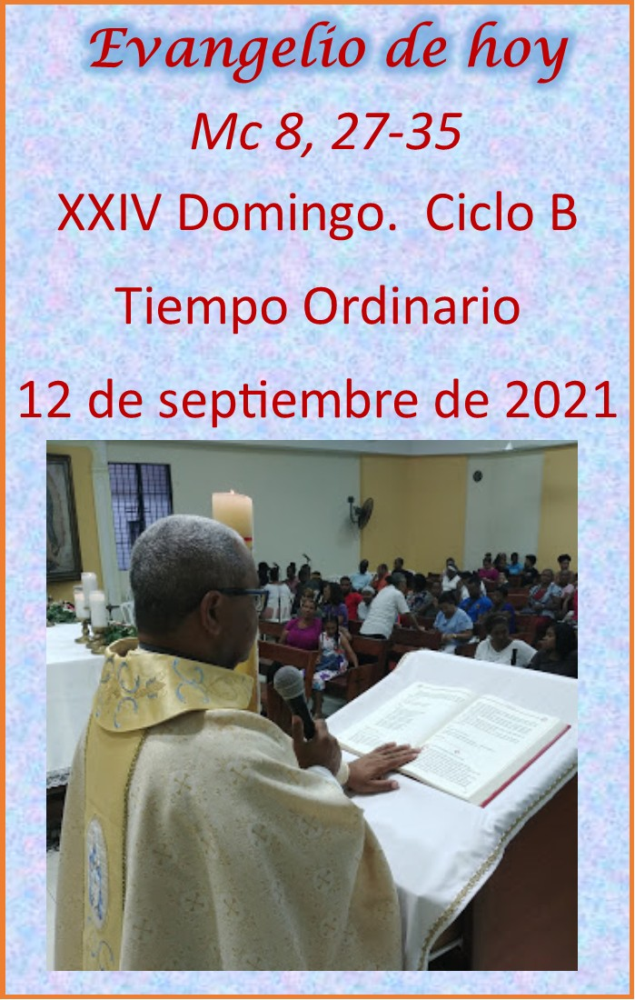 Evangelio de hoy
Mc 8, 27-35
XXIV Domingo.  Ciclo B
Tiempo Ordinario
12 de septiembre de 2021